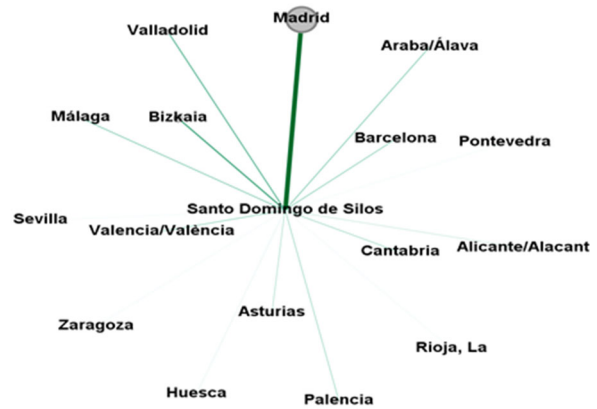 Madrid
Valladolid
Araba/Álava
Málaga
Bizkaia
Barcelona
Pontevedra
Santo Domingo de Silos
Sevilla
Valencia/València
Cantabria
Alicante/Alacant
Asturias
Zaragoza
Rioja, La
Huesca
Palencia